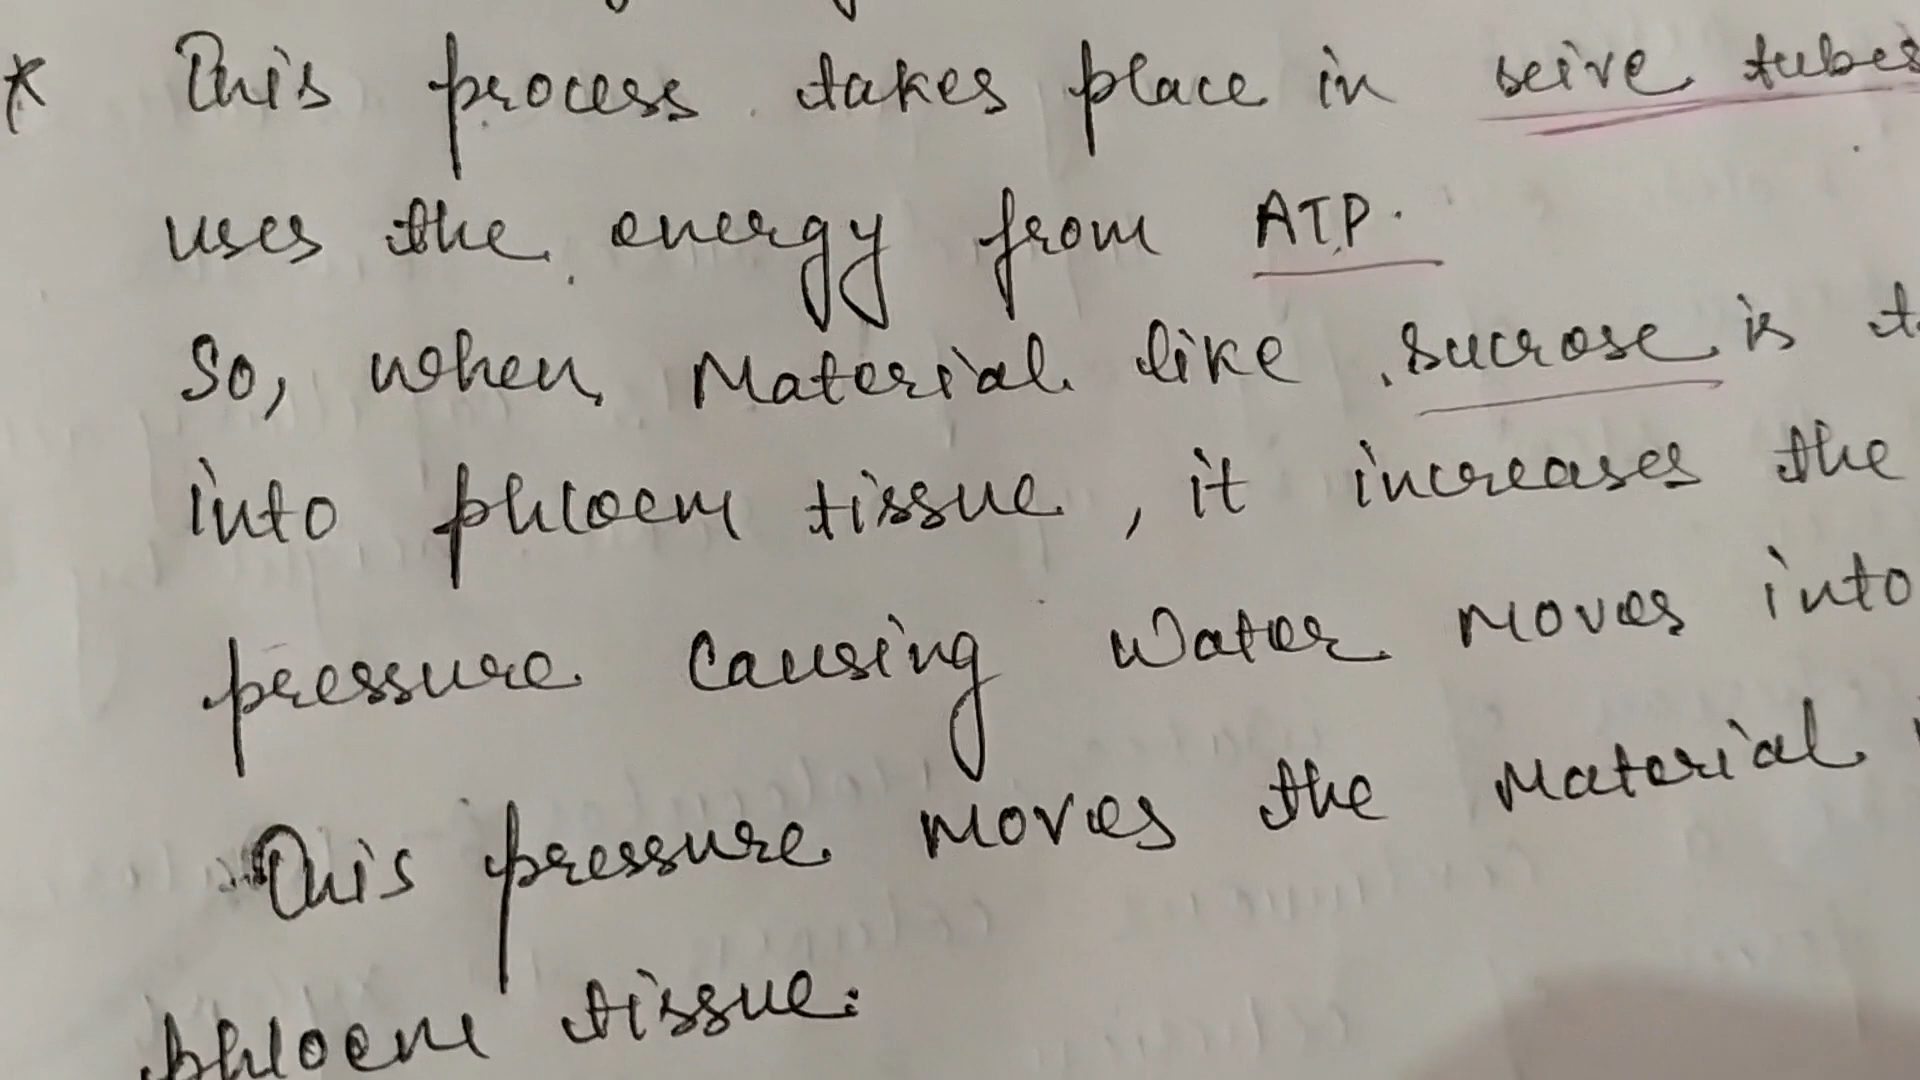 * This process takes place in seive tubes
uses the energy from ATP.
So, when Material like sucrose is
into phloem tissue, it increases the
pressure causing water moves into
This pressure moves the Material
phloem tissue.